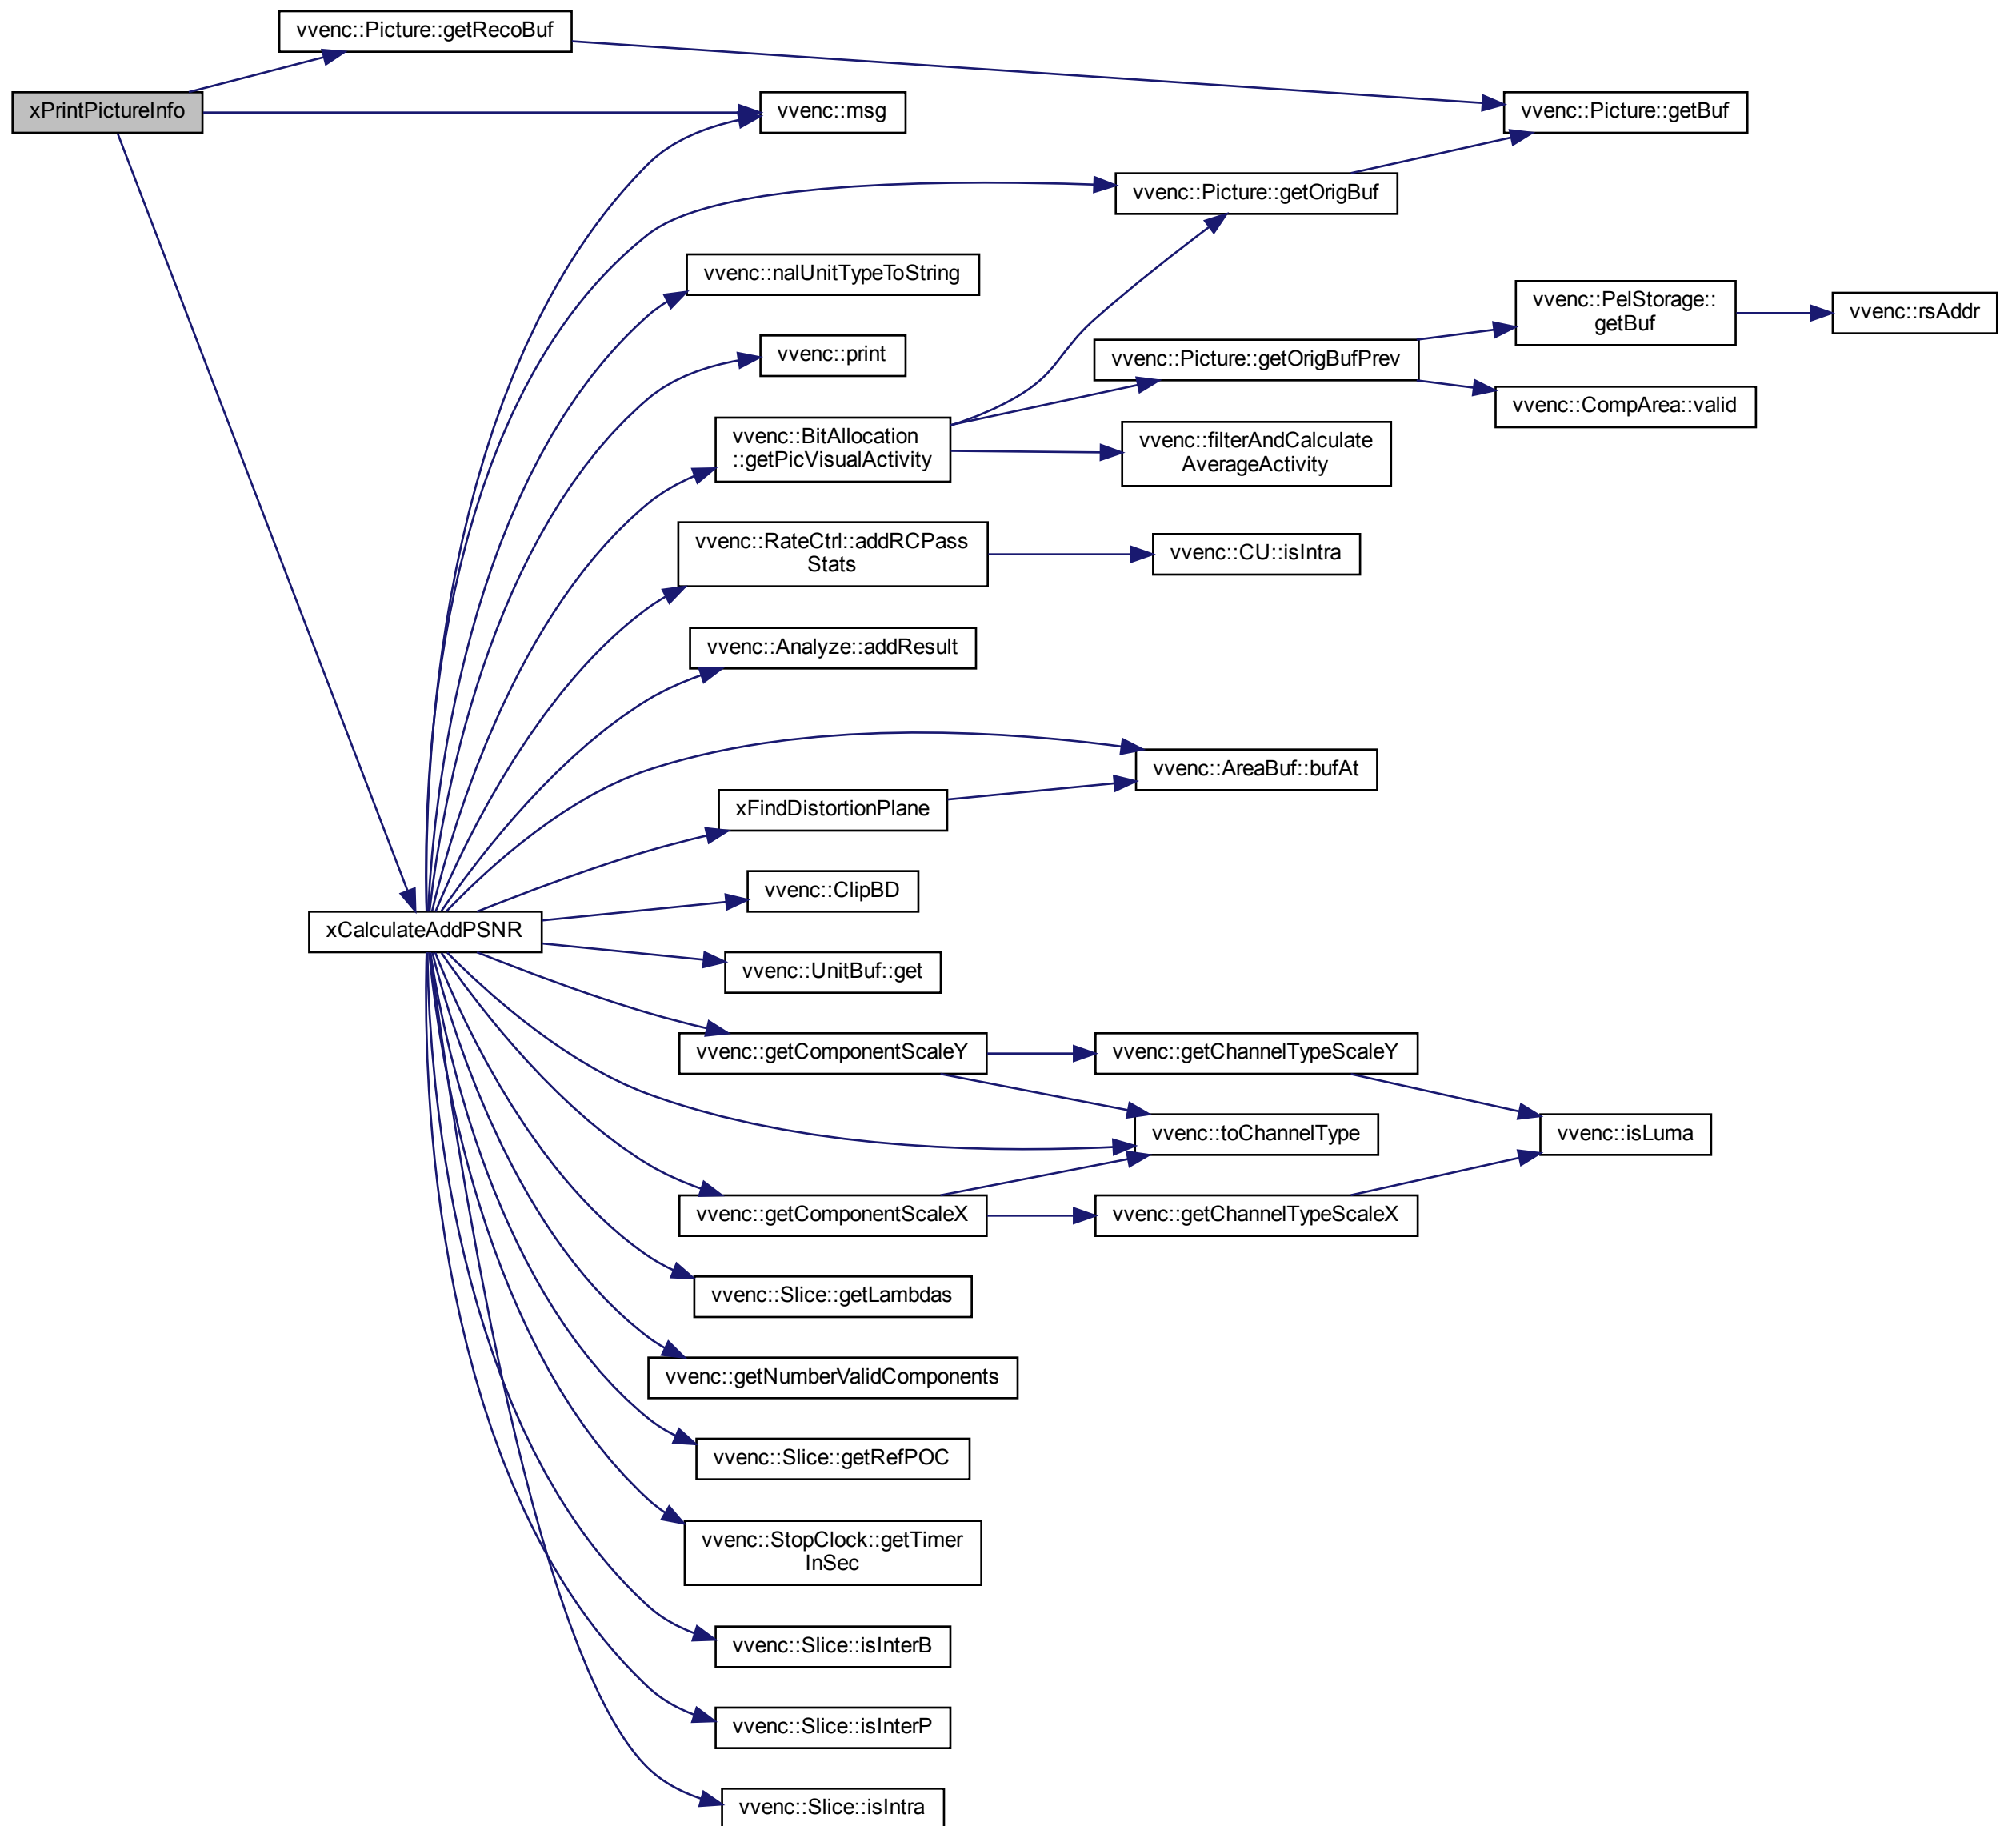 vvenc::Picture::getRecoBuf
xPrintPictureInfo
vvenc::msg
vvenc::Picture::getBuf
vvenc::Picture::getOrigBuf
vvenc::nalUnitTypeToString
vvenc::PelStorage::
getBuf
vvenc::rsAddr
vvenc::print
vvenc::Picture::getOrigBufPrev
vvenc::CompArea::valid
vvenc::BitAllocation
::getPicVisualActivity
vvenc::filterAndCalculate
AverageActivity
vvenc::RateCtrl::addRCPass
Stats
vvenc::CU::isIntra
vvenc::Analyze::addResult
vvenc::AreaBuf::bufAt
xFindDistortionPlane
vvenc::ClipBD
xCalculateAddPSNR
vvenc::UnitBuf::get
vvenc::getComponentScaleY
vvenc::getChannelTypeScaleY
vvenc::toChannelType
vvenc::isLuma
vvenc::getComponentScaleX
vvenc::getChannelTypeScaleX
vvenc::Slice::getLambdas
vvenc::getNumberValidComponents
vvenc::Slice::getRefPOC
vvenc::StopClock::getTimer
InSec
vvenc::Slice::isInterB
vvenc::Slice::isInterP
vvenc::Slice::isIntra